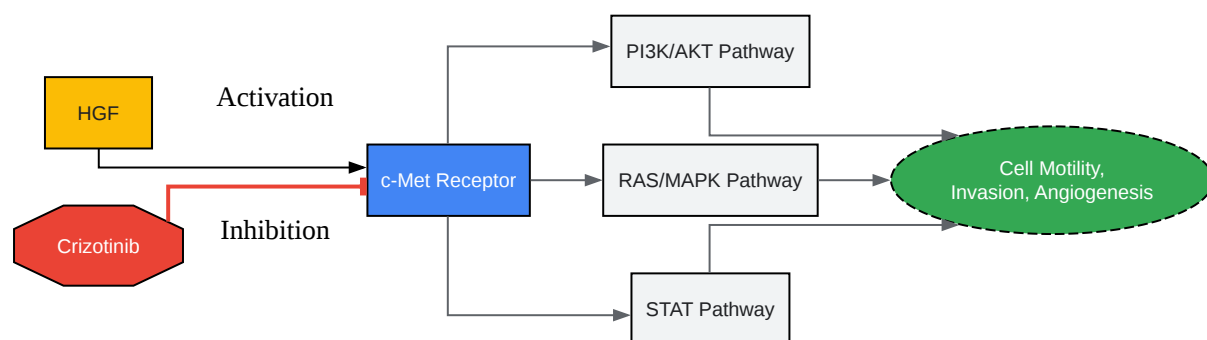 PI3K/AKT Pathway
HGF
Activation
c-Met Receptor
RAS/MAPK Pathway
Cell Motility,
Invasion, Angiogenesis
Inhibition
Crizotinib
STAT Pathway